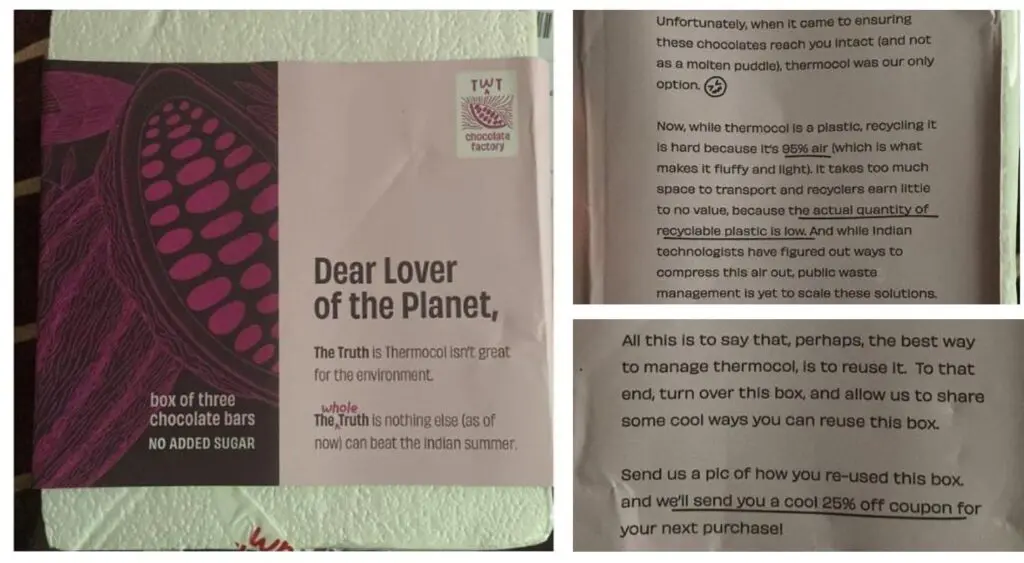 TWT
chocolate
factory
Dear Lover
of the Planet,
The Truth is Thermocol isn't great
for the environment.
whole
The Truth is nothing else (as of
now) can beat the Indian summer.
box of three
chocolate bars
NO ADDED SUGAR
Unfortunately, when it came to ensuring
these chocolates reach you intact (and not
as a molten puddle), thermocol was our only
option.
Now, while thermocol is a plastic, recycling it
is hard because it's 95% air (which is what
makes it fluffy and light). It takes too much
space to transport and recyclers earn little
to no value, because the actual quantity of
recyclable plastic is low. And while Indian
technologists have figured out ways to
compress this air out, public waste
management is yet to scale these solutions.
All this is to say that, perhaps, the best way
to manage thermocol, is to reuse it. To that
end, turn over this box, and allow us to share
some cool ways you can reuse this box.
Send us a pic of how you re-used this box.
and we'll send you a cool 25% off coupon for
your next purchase!